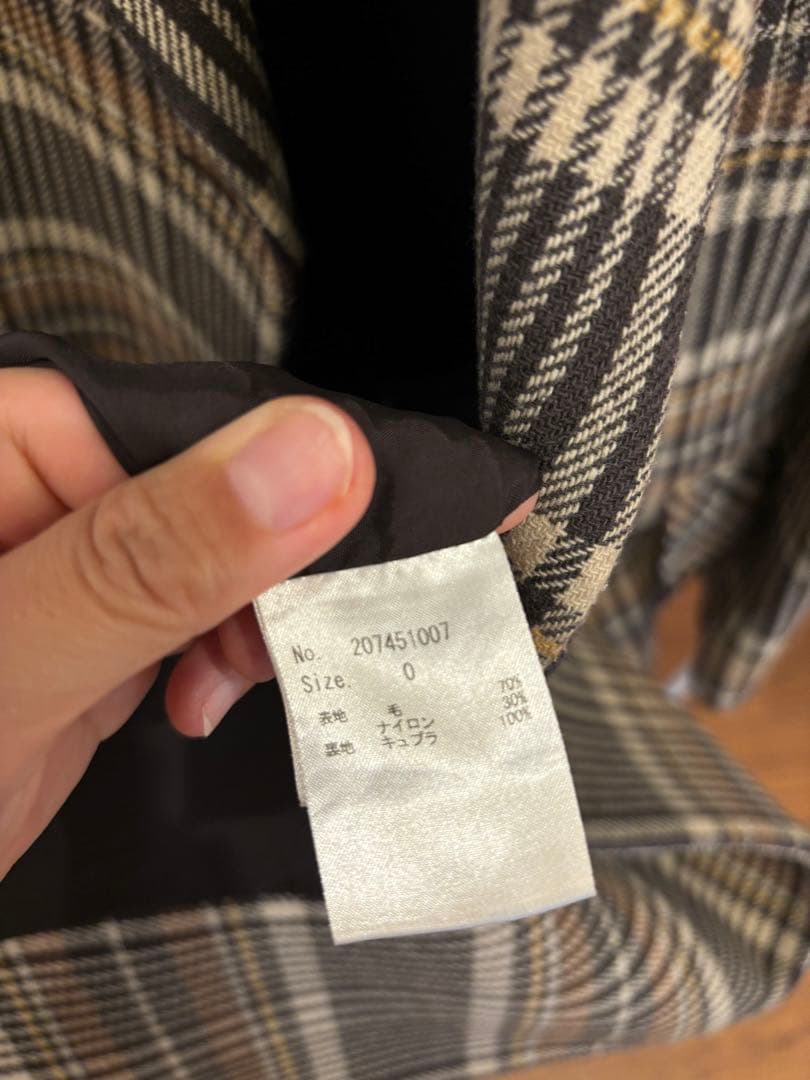 No. 207451007
Size. 0
表地 毛 70%
ナイロン 30%
裏地 キュプラ 100%